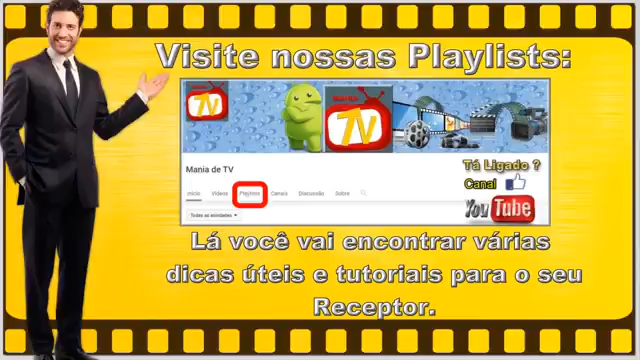 Visite nossas Playlists:
TV
MANIA
TV
Mania de TV
Início Vídeos Playlists Canais Discussão Sobre
Todas as atividades
Tá Ligado ?
Canal
YouTube
Lá você vai encontrar várias
dicas úteis e tutoriais para o seu
Receptor.